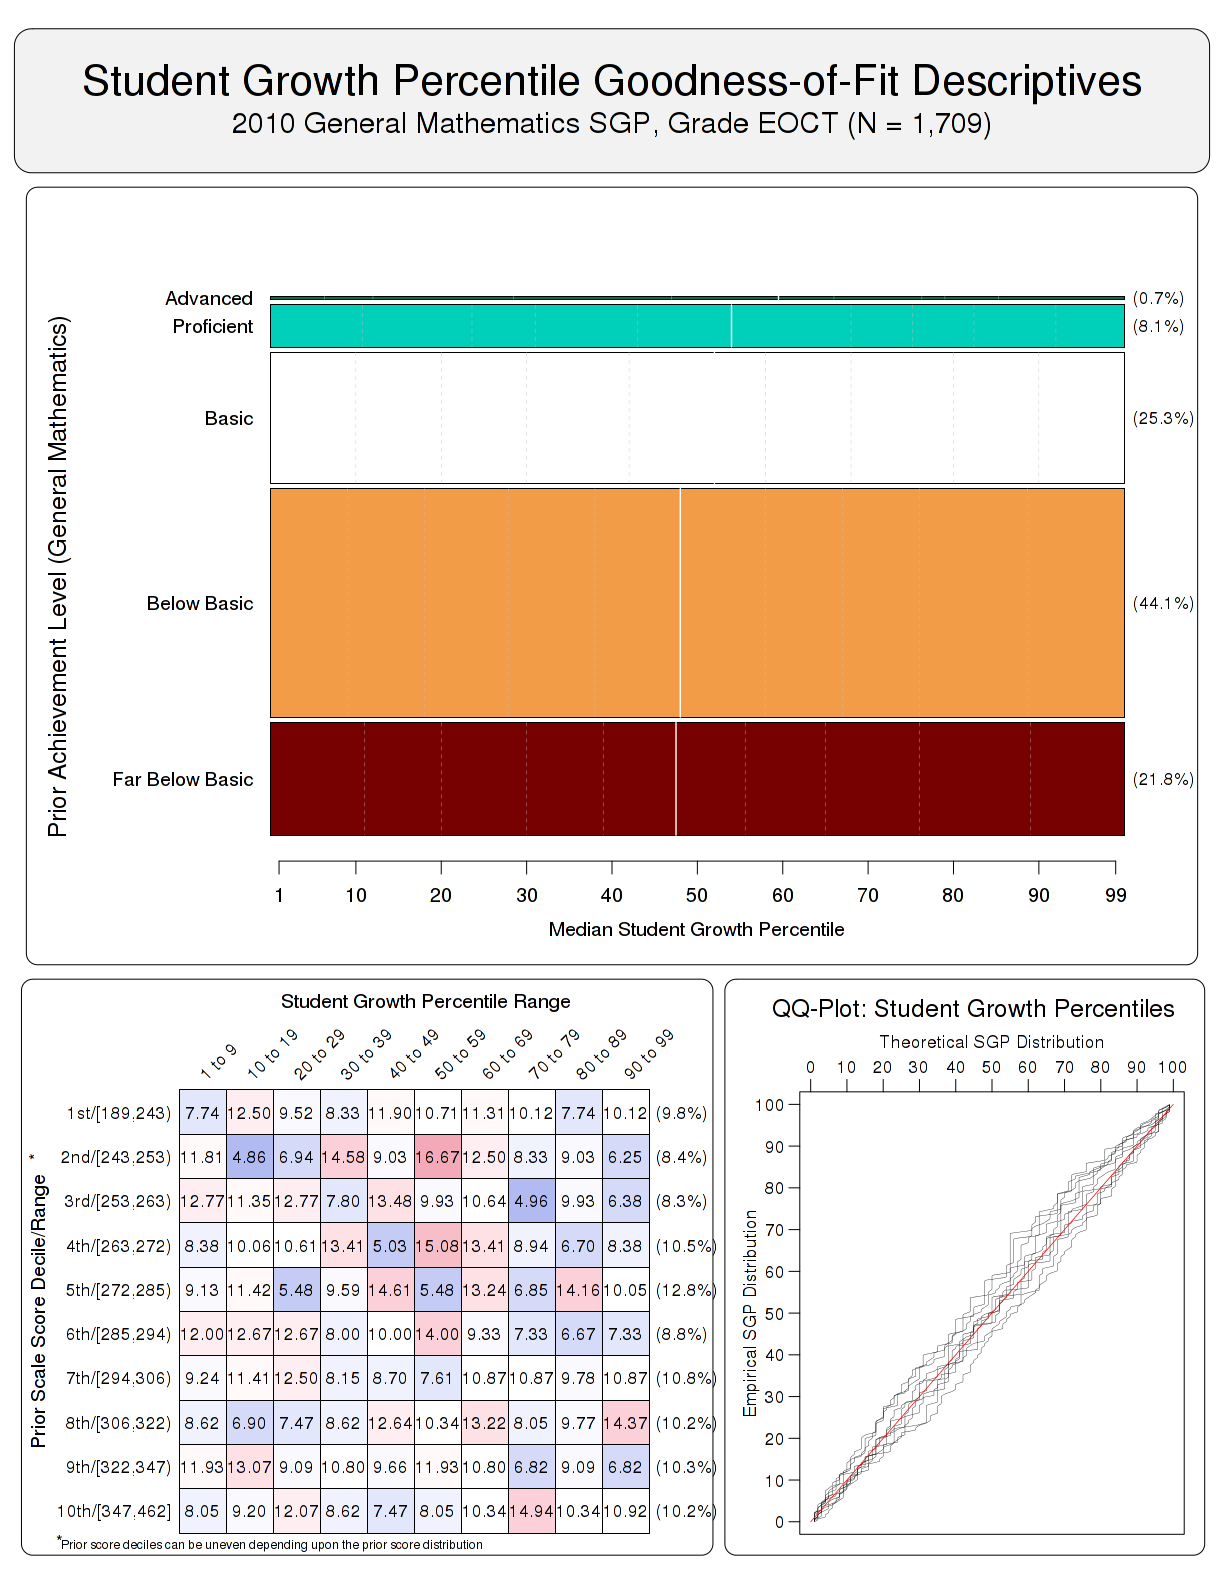 Student Growth Percentile Goodness-of-Fit Descriptives
2010 General Mathematics SGP, Grade EOCT (N = 1,709)
Prior Achievement Level (General Mathematics)
Advanced (0.7%)
Proficient (8.1%)
Basic (25.3%)
Below Basic (44.1%)
Far Below Basic (21.8%)
1 10 20 30 40 50 60 70 80 90 99
Median Student Growth Percentile
Student Growth Percentile Range
1 to 9 10 to 19 20 to 29 30 to 39 40 to 49 50 to 59 60 to 69 70 to 79 80 to 89 90 to 99
Prior Scale Score Decile/Range *
1st/[189,243) 7.74 12.50 9.52 8.33 11.90 10.71 11.31 10.12 7.74 10.12 (9.8%)
2nd/[243,253) 11.81 4.86 6.94 14.58 9.03 16.67 12.50 8.33 9.03 6.25 (8.4%)
3rd/[253,263) 12.77 11.35 12.77 7.80 13.48 9.93 10.64 4.96 9.93 6.38 (8.3%)
4th/[263,272) 8.38 10.06 10.61 13.41 5.03 15.08 13.41 8.94 6.70 8.38 (10.5%)
5th/[272,285) 9.13 11.42 5.48 9.59 14.61 5.48 13.24 6.85 14.16 10.05 (12.8%)
6th/[285,294) 12.00 12.67 12.67 8.00 10.00 14.00 9.33 7.33 6.67 7.33 (8.8%)
7th/[294,306) 9.24 11.41 12.50 8.15 8.70 7.61 10.87 10.87 9.78 10.87 (10.8%)
8th/[306,322) 8.62 6.90 7.47 8.62 12.64 10.34 13.22 8.05 9.77 14.37 (10.2%)
9th/[322,347) 11.93 13.07 9.09 10.80 9.66 11.93 10.80 6.82 9.09 6.82 (10.3%)
10th/[347,462] 8.05 9.20 12.07 8.62 7.47 8.05 10.34 14.94 10.34 10.92 (10.2%)
*Prior score deciles can be uneven depending upon the prior score distribution
QQ-Plot: Student Growth Percentiles
Theoretical SGP Distribution
0 10 20 30 40 50 60 70 80 90 100
Empirical SGP Distribution
100
90
80
70
60
50
40
30
20
10
0